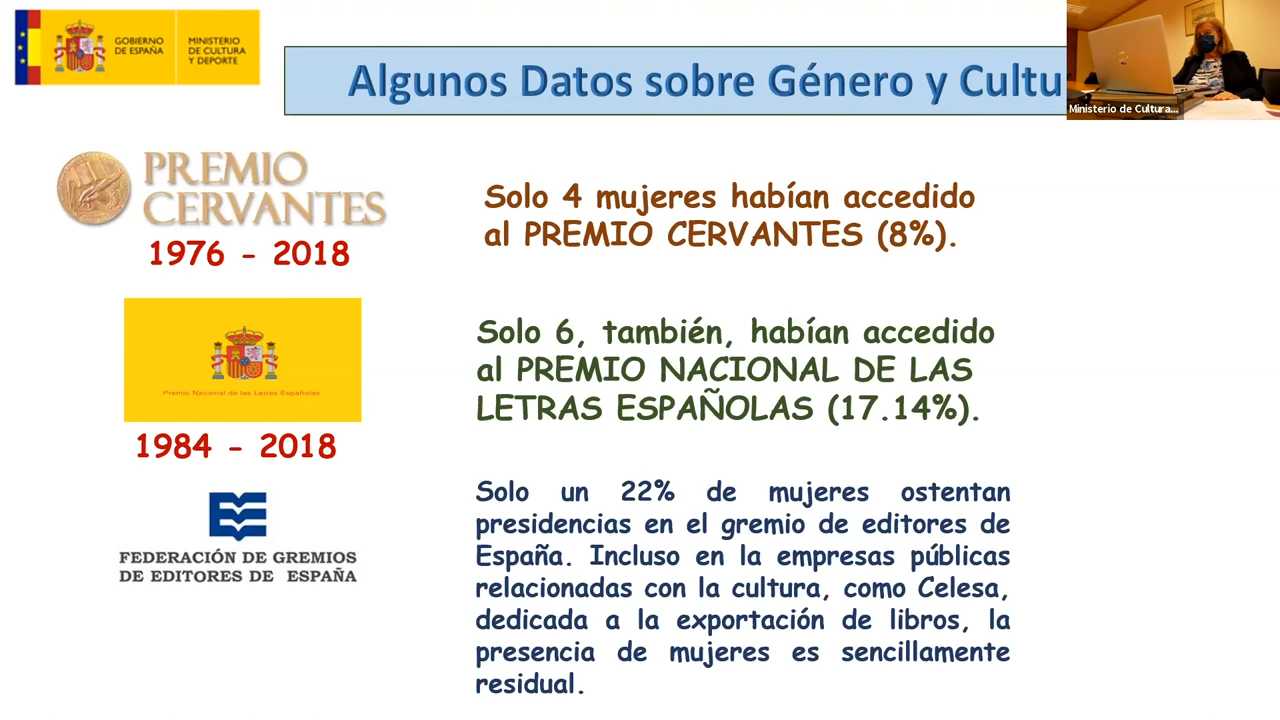 GOBIERNO
DE ESPAÑA
MINISTERIO
DE CULTURA
Y DEPORTE
Algunos Datos sobre Género y Cultu
Ministerio de Cultura...
PREMIO
CERVANTES
1976 - 2018
Solo 4 mujeres habían accedido
al PREMIO CERVANTES (8%).
Premio Nacional de las Letras Españolas
1984 - 2018
Solo 6, también, habían accedido
al PREMIO NACIONAL DE LAS
LETRAS ESPAÑOLAS (17.14%).
FEDERACIÓN DE GREMIOS
DE EDITORES DE ESPAÑA
Solo un 22% de mujeres ostentan
presidencias en el gremio de editores de
España. Incluso en la empresas públicas
relacionadas con la cultura, como Celesa,
dedicada a la exportación de libros, la
presencia de mujeres es sencillamente
residual.